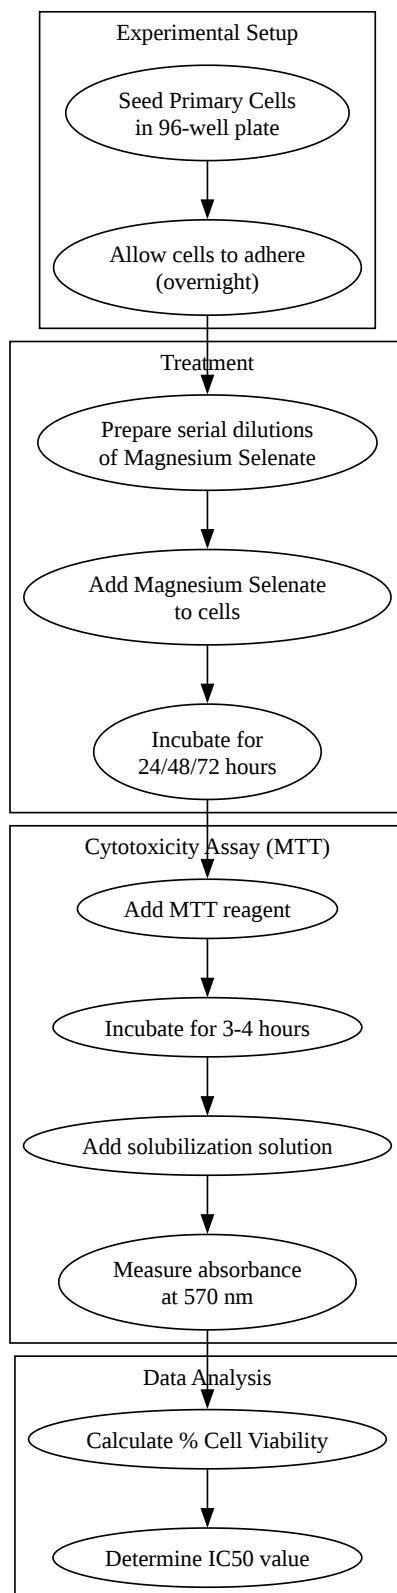 Experimental Setup
Seed Primary Cells
in 96-well plate
Allow cells to adhere
(overnight)
Treatment
Prepare serial dilutions
of Magnesium Selenate
Add Magnesium Selenate
to cells
Incubate for
24/48/72 hours
Cytotoxicity Assay (MTT)
Add MTT reagent
Incubate for 3-4 hours
Add solubilization solution
Measure absorbance
at 570 nm
Data Analysis
Calculate % Cell Viability
Determine IC50 value